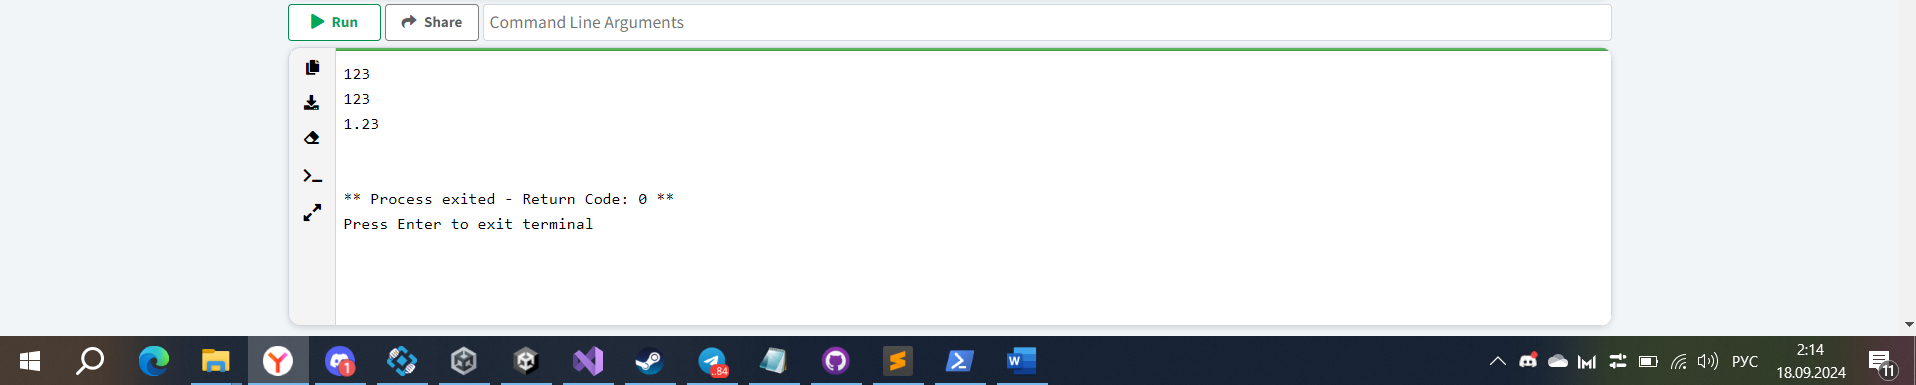 Run
Share
Command Line Arguments
123
123
1.23
** Process exited - Return Code: 0 **
Press Enter to exit terminal
1
.84
W
РУС
2:14
18.09.2024
11